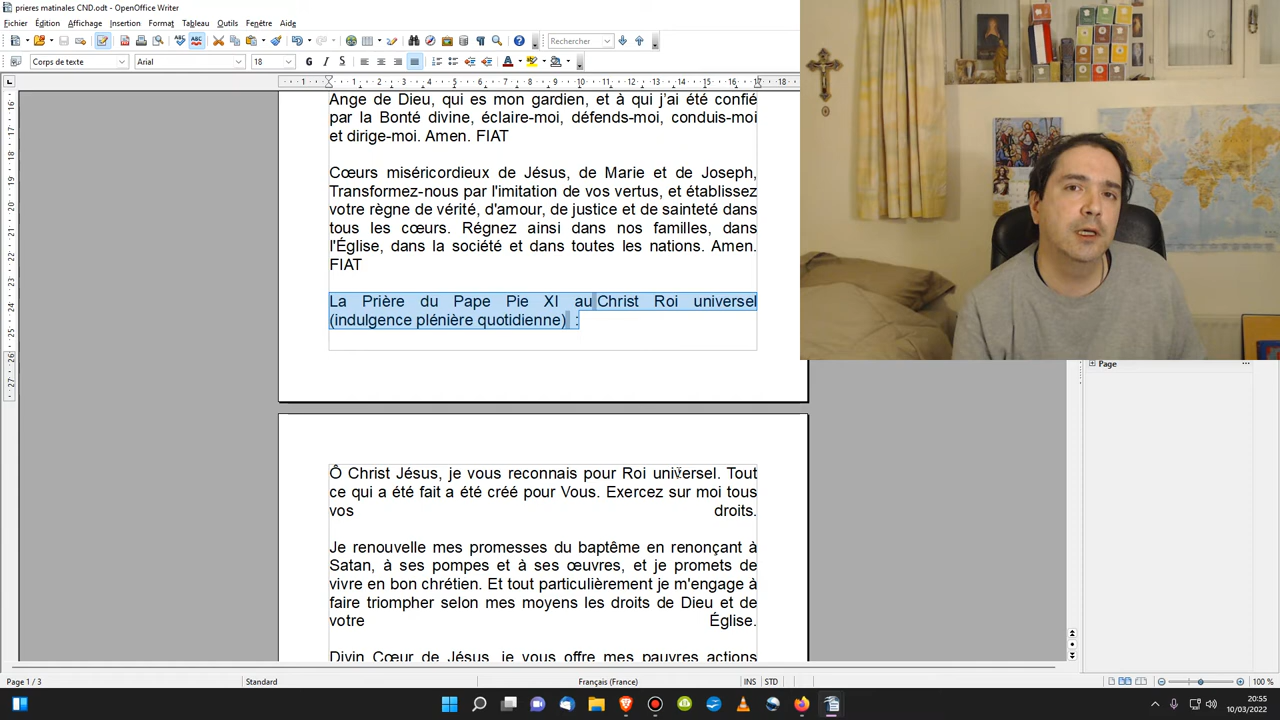 prieres matinales CND.odt - OpenOffice Writer
Fichier Édition Affichage Insertion Format Tableau Outils Fenêtre Aide
Rechercher
Corps de texte Arial 18
Ange de Dieu, qui es mon gardien, et à qui j'ai été confié
par la Bonté divine, éclaire-moi, défends-moi, conduis-moi
et dirige-moi. Amen. FIAT
Cœurs miséricordieux de Jésus, de Marie et de Joseph,
Transformez-nous par l'imitation de vos vertus, et établissez
votre règne de vérité, d'amour, de justice et de sainteté dans
tous les cœurs. Régnez ainsi dans nos familles, dans
l'Église, dans la société et dans toutes les nations. Amen.
FIAT
La Prière du Pape Pie XI au Christ Roi universel
(indulgence plénière quotidienne) :
Page
Ô Christ Jésus, je vous reconnais pour Roi universel. Tout
ce qui a été fait a été créé pour Vous. Exercez sur moi tous
vos droits.
Je renouvelle mes promesses du baptême en renonçant à
Satan, à ses pompes et à ses œuvres, et je promets de
vivre en bon chrétien. Et tout particulièrement je m'engage à
faire triompher selon mes moyens les droits de Dieu et de
votre Église.
Divin Cœur de Jésus, je vous offre mes pauvres actions
Page 1 / 3 Standard Français (France) INS STD 100 %
20:55
10/03/2022